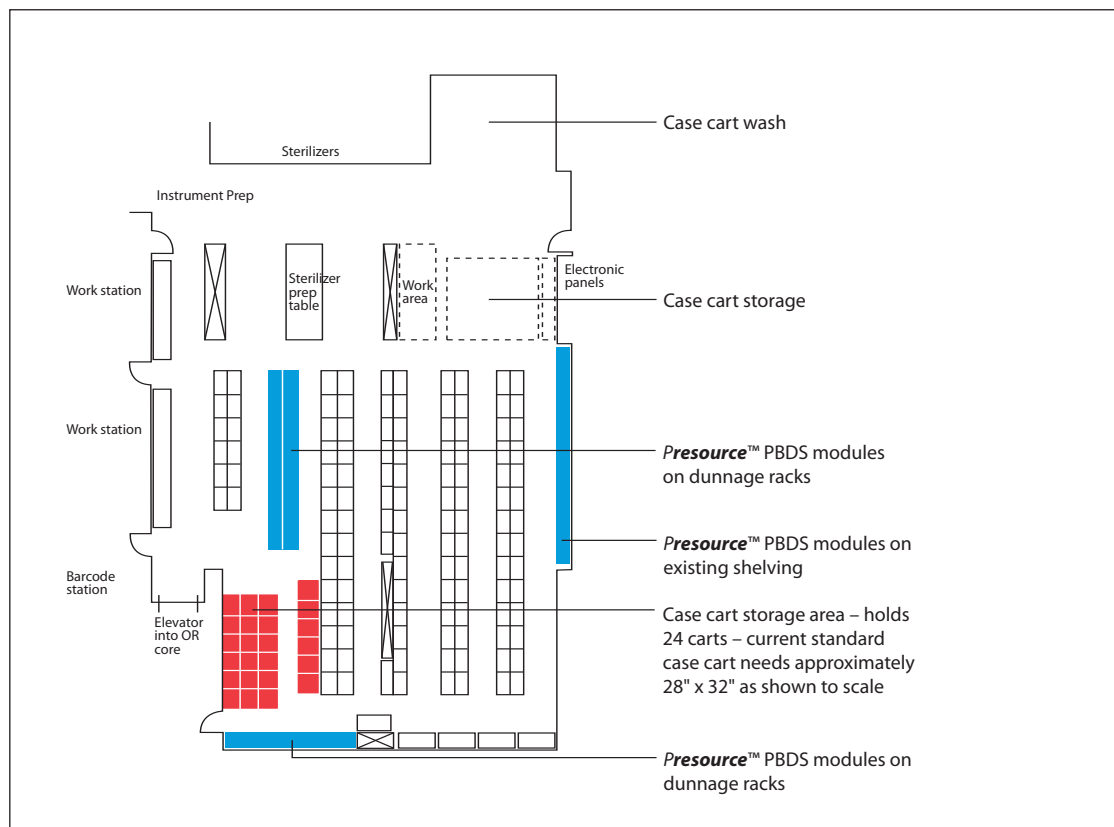 Case cart wash
Sterilizers
Instrument Prep
Work station
Sterilizer
prep
table
Work
area
Electronic
panels
Case cart storage
Work station
Presource™ PBDS modules
on dunnage racks
Presource™ PBDS modules on
existing shelving
Barcode
station
Elevator
into OR
core
Case cart storage area – holds
24 carts – current standard
case cart needs approximately
28" x 32" as shown to scale
Presource™ PBDS modules on
dunnage racks